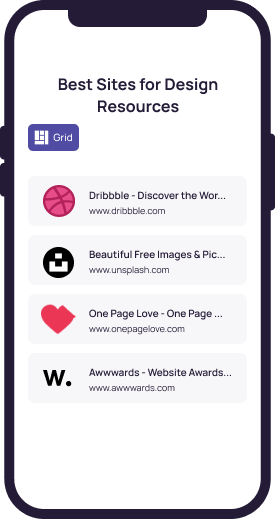 Best Sites for Design
Resources
Grid
Dribbble - Discover the Wor...
www.dribbble.com
Beautiful Free Images & Pic...
www.unsplash.com
One Page Love - One Page ...
www.onepagelove.com
W.
Awwwards - Website Awards...
www.awwwards.com